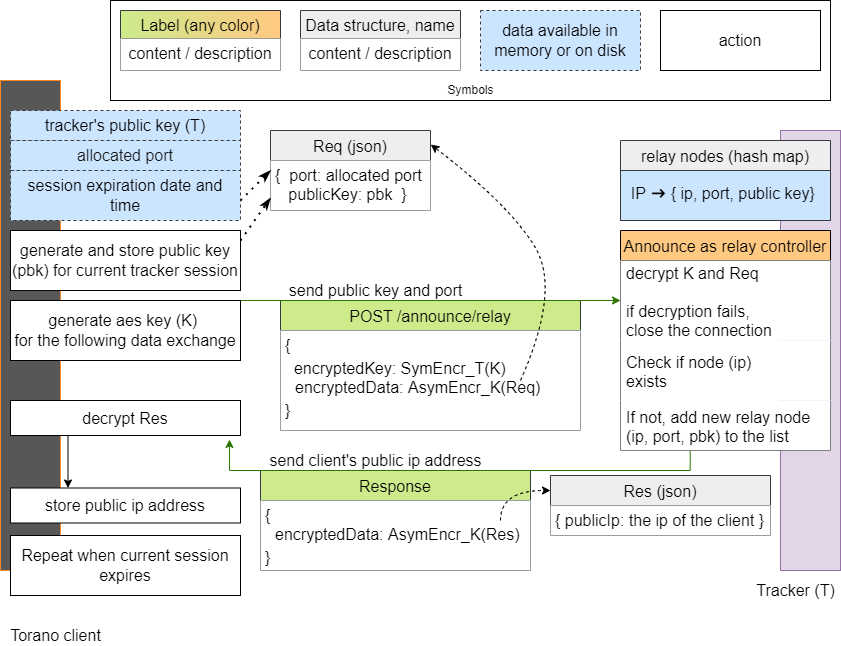 Label (any color)
content / description
Data structure, name
content / description
data available in
memory or on disk
action
Symbols
tracker's public key (T)
allocated port
session expiration date and
time
generate and store public key
(pbk) for current tracker session
generate aes key (K)
for the following data exchange
decrypt Res
store public ip address
Repeat when current session
expires
Torano client
Req (json)
{  port: allocated port
publicKey: pbk  }
send public key and port
POST /announce/relay
{
encryptedKey: SymEncr_T(K)
encryptedData: AsymEncr_K(Req)
}
send client's public ip address
Response
{
encryptedData: AsymEncr_K(Res)
}
Res (json)
{ publicIp: the ip of the client }
relay nodes (hash map)
IP ➔ { ip, port, public key}
Announce as relay controller
decrypt K and Req
if decryption fails,
close the connection
Check if node (ip)
exists
If not, add new relay node
(ip, port, pbk) to the list
Tracker (T)